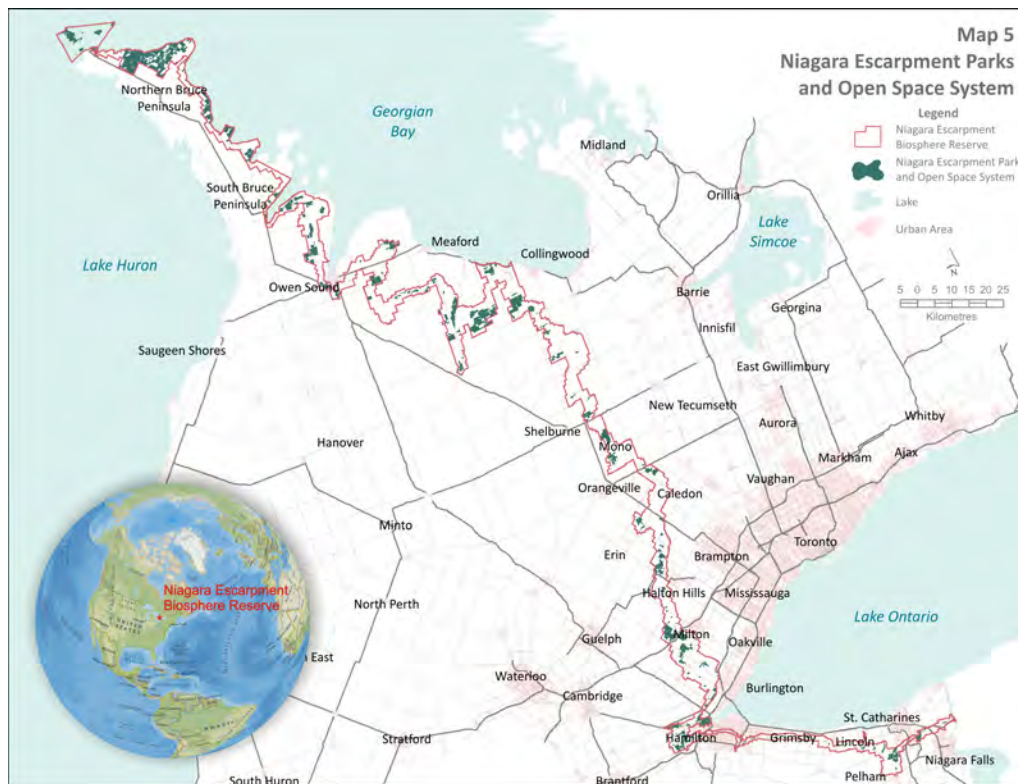 Map 5
Niagara Escarpment Parks
and Open Space System
Legend
Niagara Escarpment
Biosphere Reserve
Niagara Escarpment Park
and Open Space System
Lake
Urban Area
N
5 0 5 10 15 20 25
Kilometres
Northern Bruce
Peninsula
Georgian
Bay
Midland
Orillia
South Bruce
Peninsula
Lake
Simcoe
Meaford
Collingwood
Lake Huron
Owen Sound
Barrie
Georgina
Innisfil
Saugeen Shores
East Gwillimbury
New Tecumseth
Whitby
Aurora
Shelburne
Hanover
Mono
Markham
Ajax
Vaughan
Orangeville
Caledon
Minto
Toronto
Erin
Brampton
Niagara Escarpment
Biosphere Reserve
Halton Hills
Mississauga
North Perth
UNITED
STATES
Lake Ontario
Guelph
Milton
Oakville
East
Waterloo
Burlington
Cambridge
St. Catharines
Stratford
Hamilton
Grimsby
Lincoln
Niagara Falls
South Huron
Brantford
Pelham